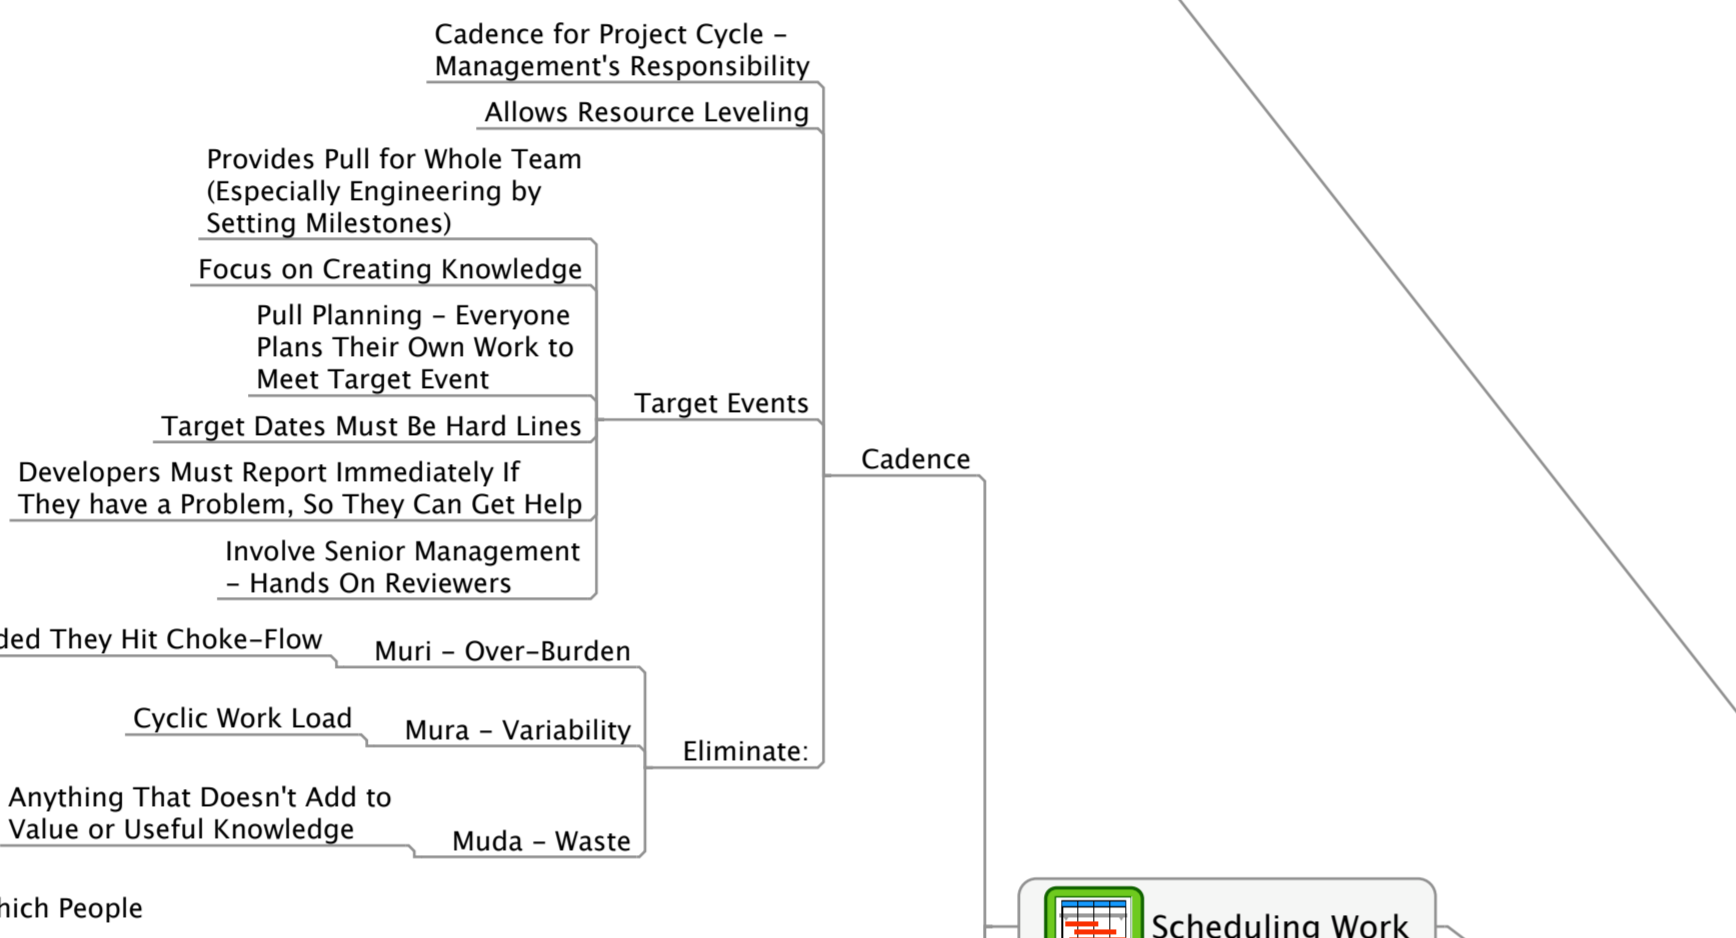 Cadence for Project Cycle –
Management's Responsibility
Allows Resource Leveling
Provides Pull for Whole Team
(Especially Engineering by
Setting Milestones)
Focus on Creating Knowledge
Pull Planning – Everyone
Plans Their Own Work to
Meet Target Event
Target Events
Target Dates Must Be Hard Lines
Cadence
Developers Must Report Immediately If
They have a Problem, So They Can Get Help
Involve Senior Management
– Hands On Reviewers
They Hit Choke–Flow
Muri – Over–Burden
Cyclic Work Load
Mura – Variability
Eliminate:
Anything That Doesn't Add to
Value or Useful Knowledge
Muda – Waste
People
Scheduling Work